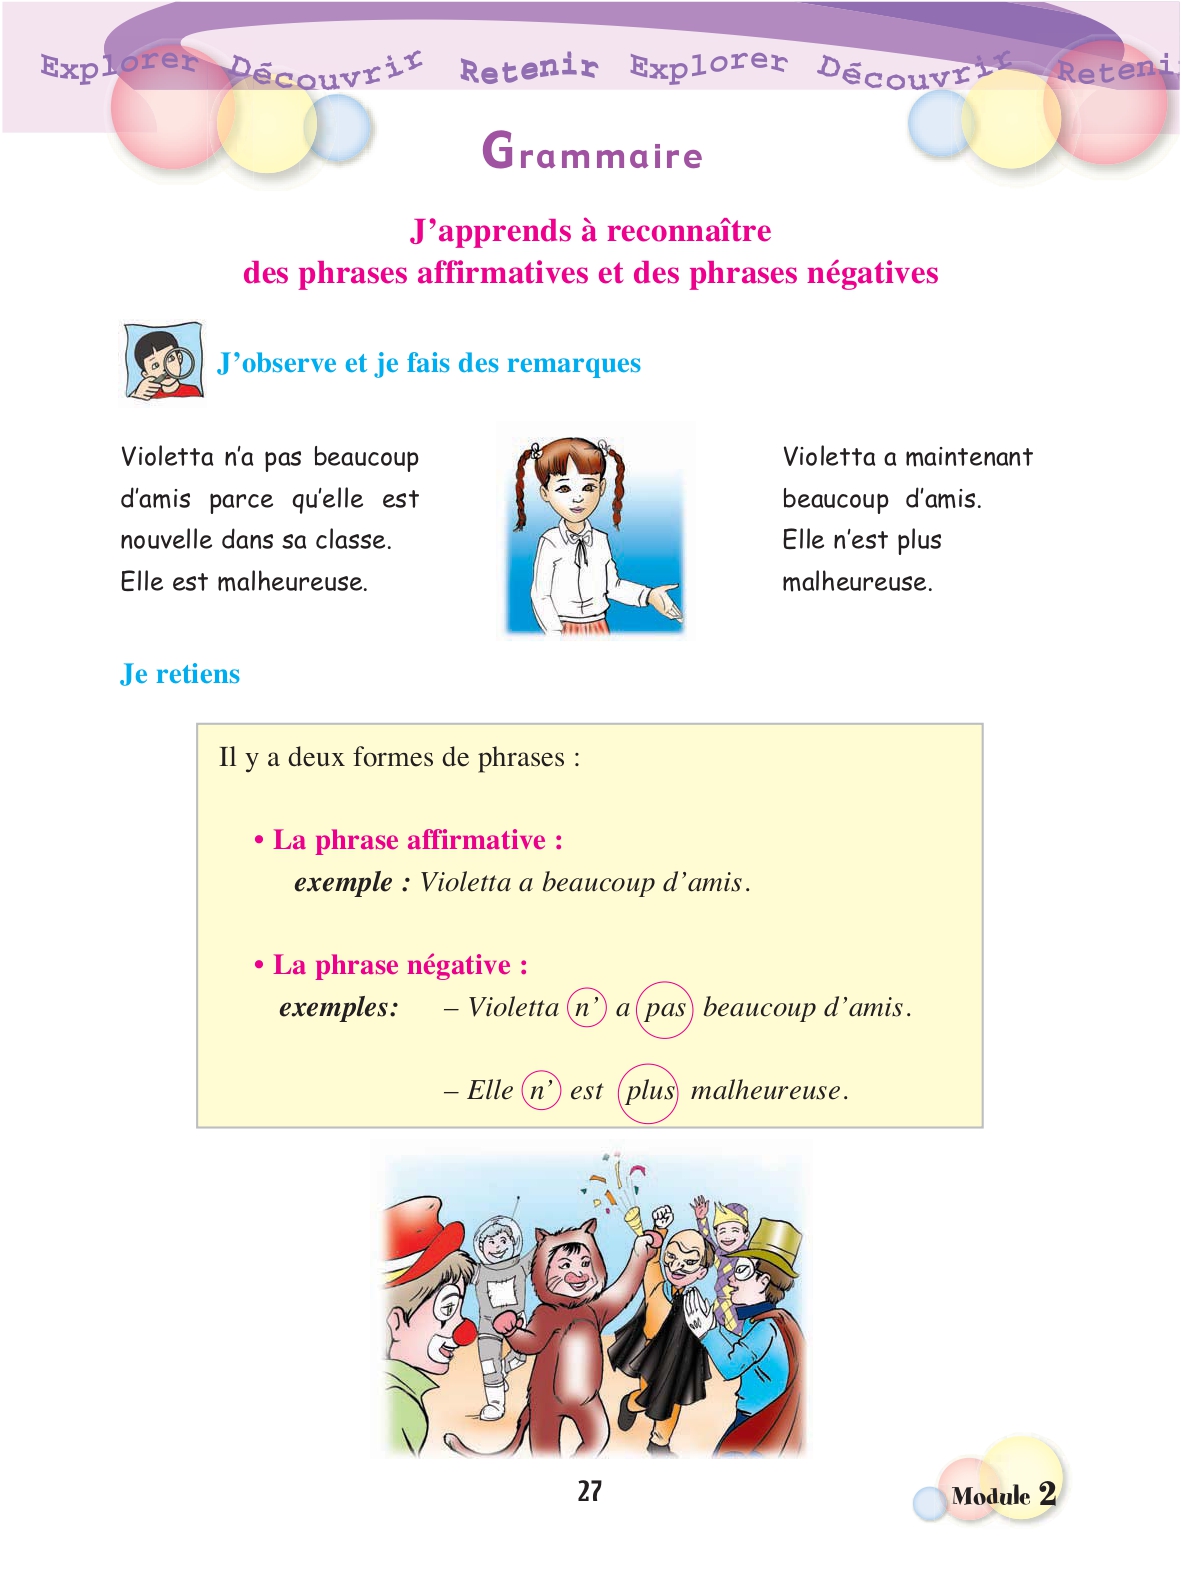 Explorer Découvrir Retenir Explorer Découvrir Reteni
Grammaire
J’apprends à reconnaître
des phrases affirmatives et des phrases négatives
J’observe et je fais des remarques
Violetta n’a pas beaucoup
d’amis parce qu’elle est
nouvelle dans sa classe.
Elle est malheureuse.
Violetta a maintenant
beaucoup d’amis.
Elle n’est plus
malheureuse.
Je retiens
Il y a deux formes de phrases :
• La phrase affirmative :
exemple : Violetta a beaucoup d’amis.
• La phrase négative :
exemples: – Violetta n’ a pas beaucoup d’amis.
– Elle n’ est plus malheureuse.
27
Module 2